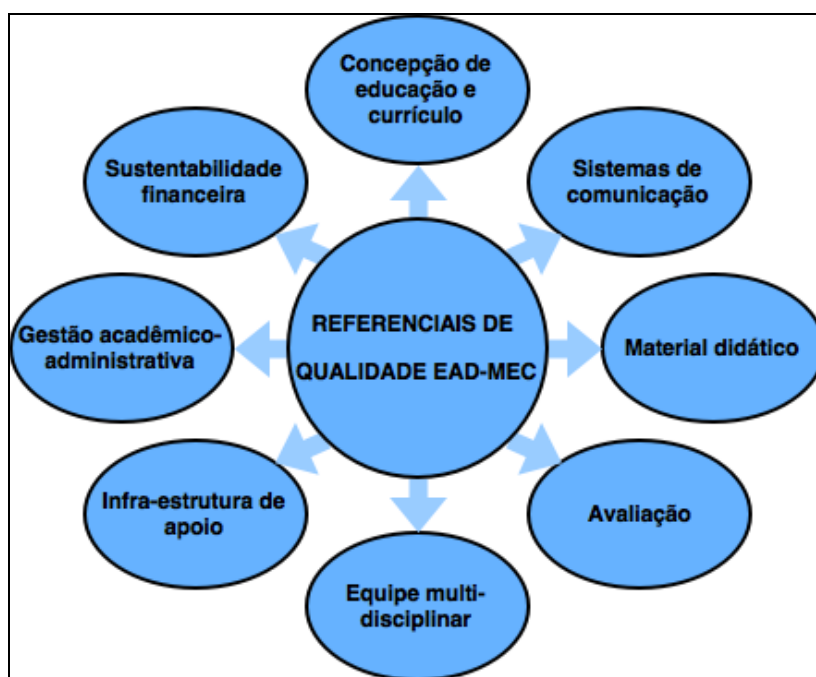 Concepção de
educação e
currículo
Sustentabilidade
financeira
Sistemas de
comunicação
Gestão acadêmico-
administrativa
REFERENCIAIS DE
QUALIDADE EAD-MEC
Material didático
Infra-estrutura de
apoio
Avaliação
Equipe multi-
disciplinar